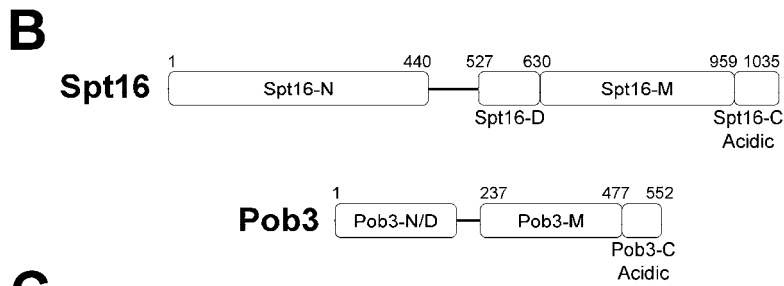 B
1 440 527 630 959 1035
Spt16 Spt16-N Spt16-M
Spt16-D Spt16-C
Acidic
1 237 477 552
Pob3 Pob3-N/D Pob3-M
Pob3-C
Acidic